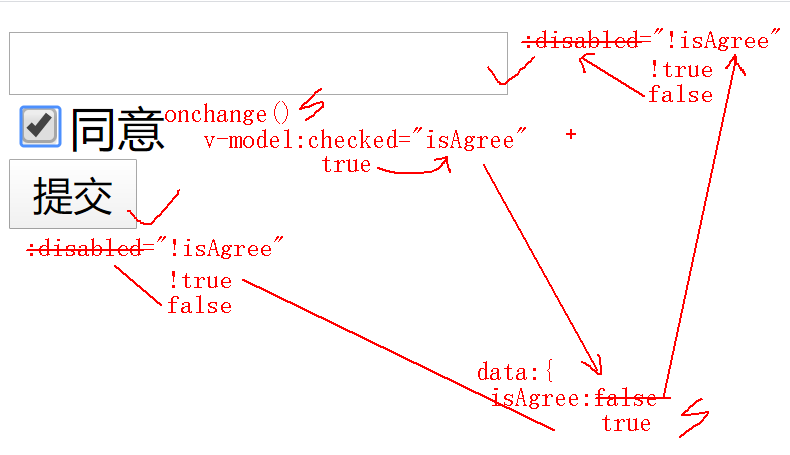 :disabled="!isAgree"
!true
false
同意
onchange()
v-model:checked="isAgree" +
true
提交
:disabled="!isAgree"
!true
false
data:{
isAgree:false
true